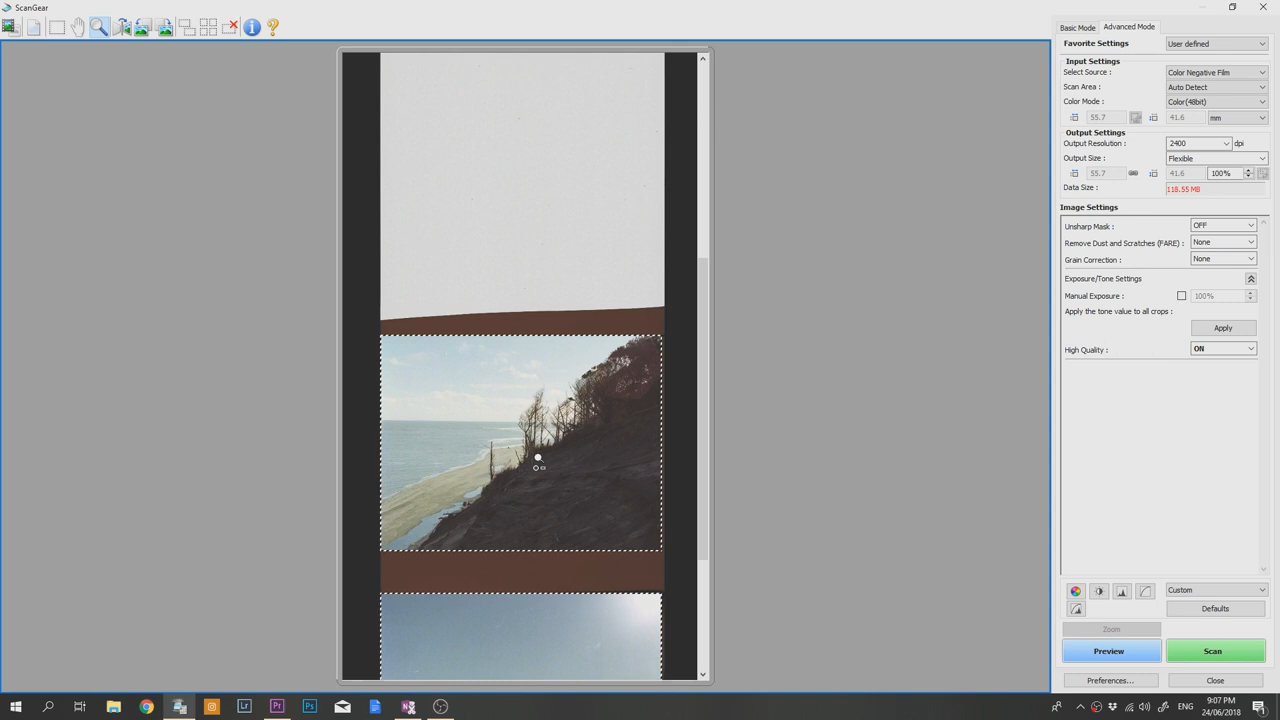 ScanGear
Basic Mode Advanced Mode
Favorite Settings User defined
Input Settings
Select Source : Color Negative Film
Scan Area : Auto Detect
Color Mode : Color(48bit)
55.7 41.6 mm
Output Settings
Output Resolution : 2400 dpi
Output Size : Flexible
55.7 41.6 100%
Data Size : 118.55 MB
Image Settings
Unsharp Mask : OFF
Remove Dust and Scratches (FARE) : None
Grain Correction : None
Exposure/Tone Settings
Manual Exposure : 100%
Apply the tone value to all crops :
Apply
High Quality : ON
Custom
Defaults
Zoom
Preview Scan
Preferences... Close
Lr Pr Ps N ENG 9:07 PM
24/06/2018 1